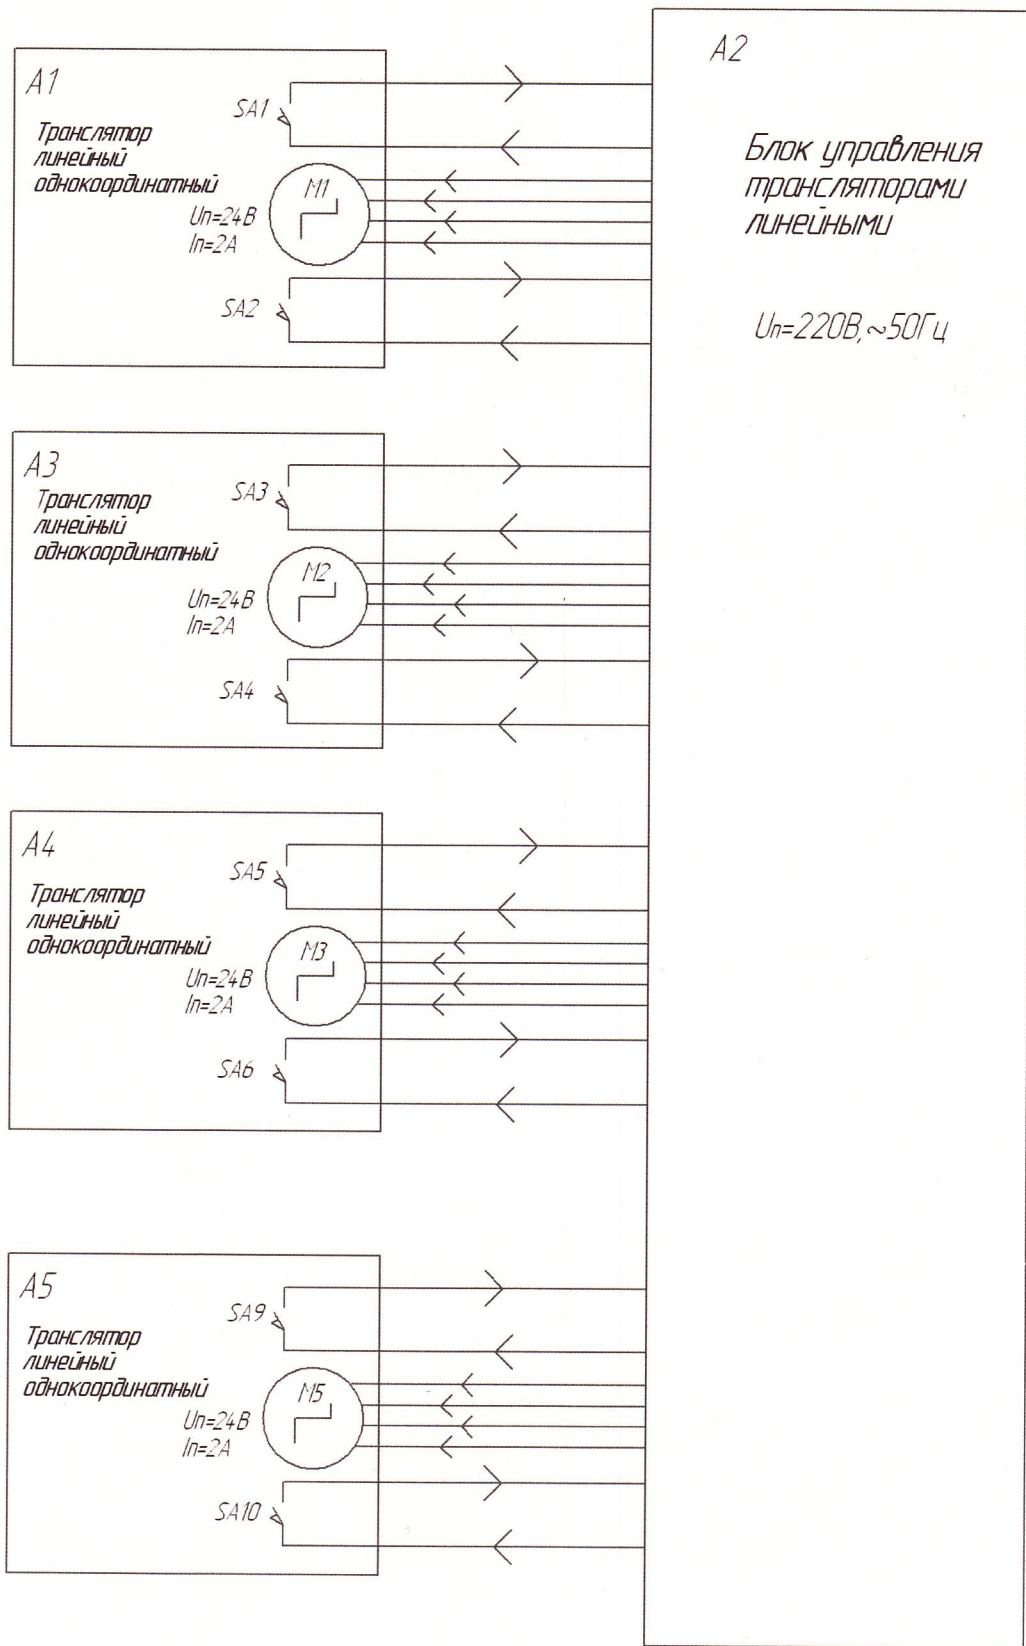 A1
SA1
Транслятор
линейный
однокоординатный
M1
Uп=24В
Iп=2А
SA2
A2
Блок управления
трансляторами
линейными
Uп=220В,~50Гц
A3
SA3
Транслятор
линейный
однокоординатный
M2
Uп=24В
Iп=2А
SA4
A4
SA5
Транслятор
линейный
однокоординатный
M3
Uп=24В
Iп=2А
SA6
A5
SA9
Транслятор
линейный
однокоординатный
M5
Uп=24В
Iп=2А
SA10